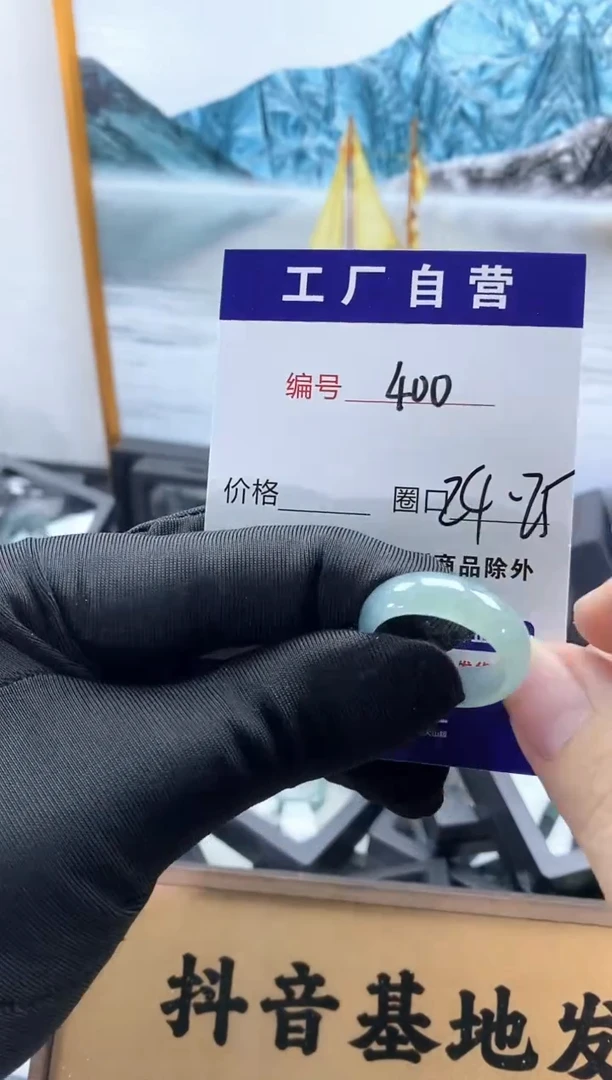 工厂自营
编号 400
价格 圈口 24-25
商品除外
抖音基地发